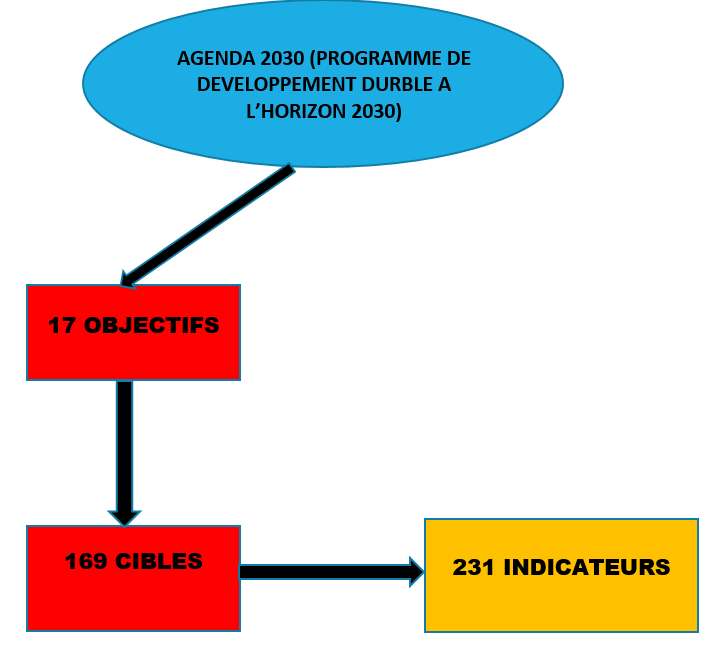 AGENDA 2030 (PROGRAMME DE
DEVELOPPEMENT DURBLE A
L’HORIZON 2030)
17 OBJECTIFS
169 CIBLES
231 INDICATEURS